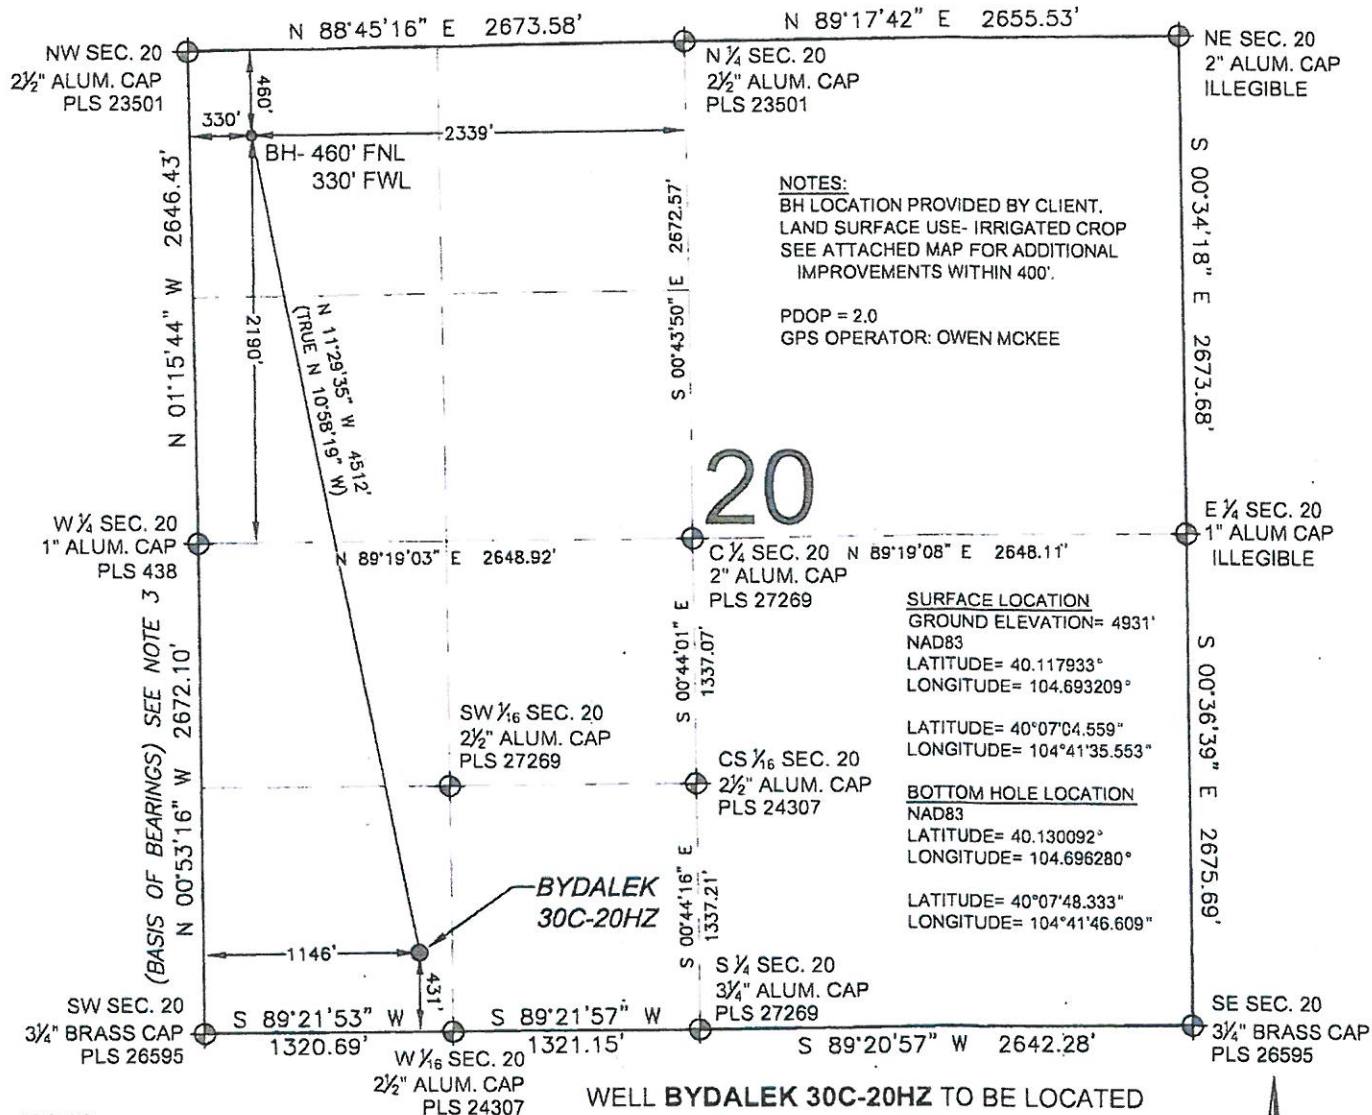 N 88°45'16" E 2673.58'
N 89°17'42" E 2655.53'
NW SEC. 20
2½" ALUM. CAP
PLS 23501
N ¼ SEC. 20
2½" ALUM. CAP
PLS 23501
NE SEC. 20
2" ALUM. CAP
ILLEGIBLE
460'
330'
2339'
BH- 460' FNL
330' FWL
N 01°15'44" W 2646.43'
2190'
N 11°29'35" W 4512'
(TRUE N 10°58'19" W)
S 00°43'50" E 2672.57'
NOTES:
BH LOCATION PROVIDED BY CLIENT.
LAND SURFACE USE- IRRIGATED CROP
SEE ATTACHED MAP FOR ADDITIONAL
IMPROVEMENTS WITHIN 400'.
PDOP = 2.0
GPS OPERATOR: OWEN MCKEE
S 00°34'18" E 2673.68'
20
W ¼ SEC. 20
1" ALUM. CAP
PLS 438
N 89°19'03" E 2648.92'
C ¼ SEC. 20
2" ALUM. CAP
PLS 27269
N 89°19'08" E 2648.11'
E ¼ SEC. 20
1" ALUM CAP
ILLEGIBLE
(BASIS OF BEARINGS) SEE NOTE 3
N 00°53'16" W 2672.10'
S 00°44'01" E
1337.07'
SURFACE LOCATION
GROUND ELEVATION= 4931'
NAD83
LATITUDE= 40.117933°
LONGITUDE= 104.693209°
LATITUDE= 40°07'04.559"
LONGITUDE= 104°41'35.553"
BOTTOM HOLE LOCATION
NAD83
LATITUDE= 40.130092°
LONGITUDE= 104.696280°
LATITUDE= 40°07'48.333"
LONGITUDE= 104°41'46.609"
S 00°36'39" E 2675.69'
SW 1⁄16 SEC. 20
2½" ALUM. CAP
PLS 27269
CS 1⁄16 SEC. 20
2½" ALUM. CAP
PLS 24307
BYDALEK
30C-20HZ
S 00°44'16" E
1337.21'
1146'
431'
S ¼ SEC. 20
3¼" ALUM. CAP
PLS 27269
SW SEC. 20
3¼" BRASS CAP
PLS 26595
S 89°21'53" W
1320.69'
W 1⁄16 SEC. 20
2½" ALUM. CAP
PLS 24307
S 89°21'57" W
1321.15'
S 89°20'57" W 2642.28'
SE SEC. 20
3¼" BRASS CAP
PLS 26595
WELL BYDALEK 30C-20HZ TO BE LOCATED